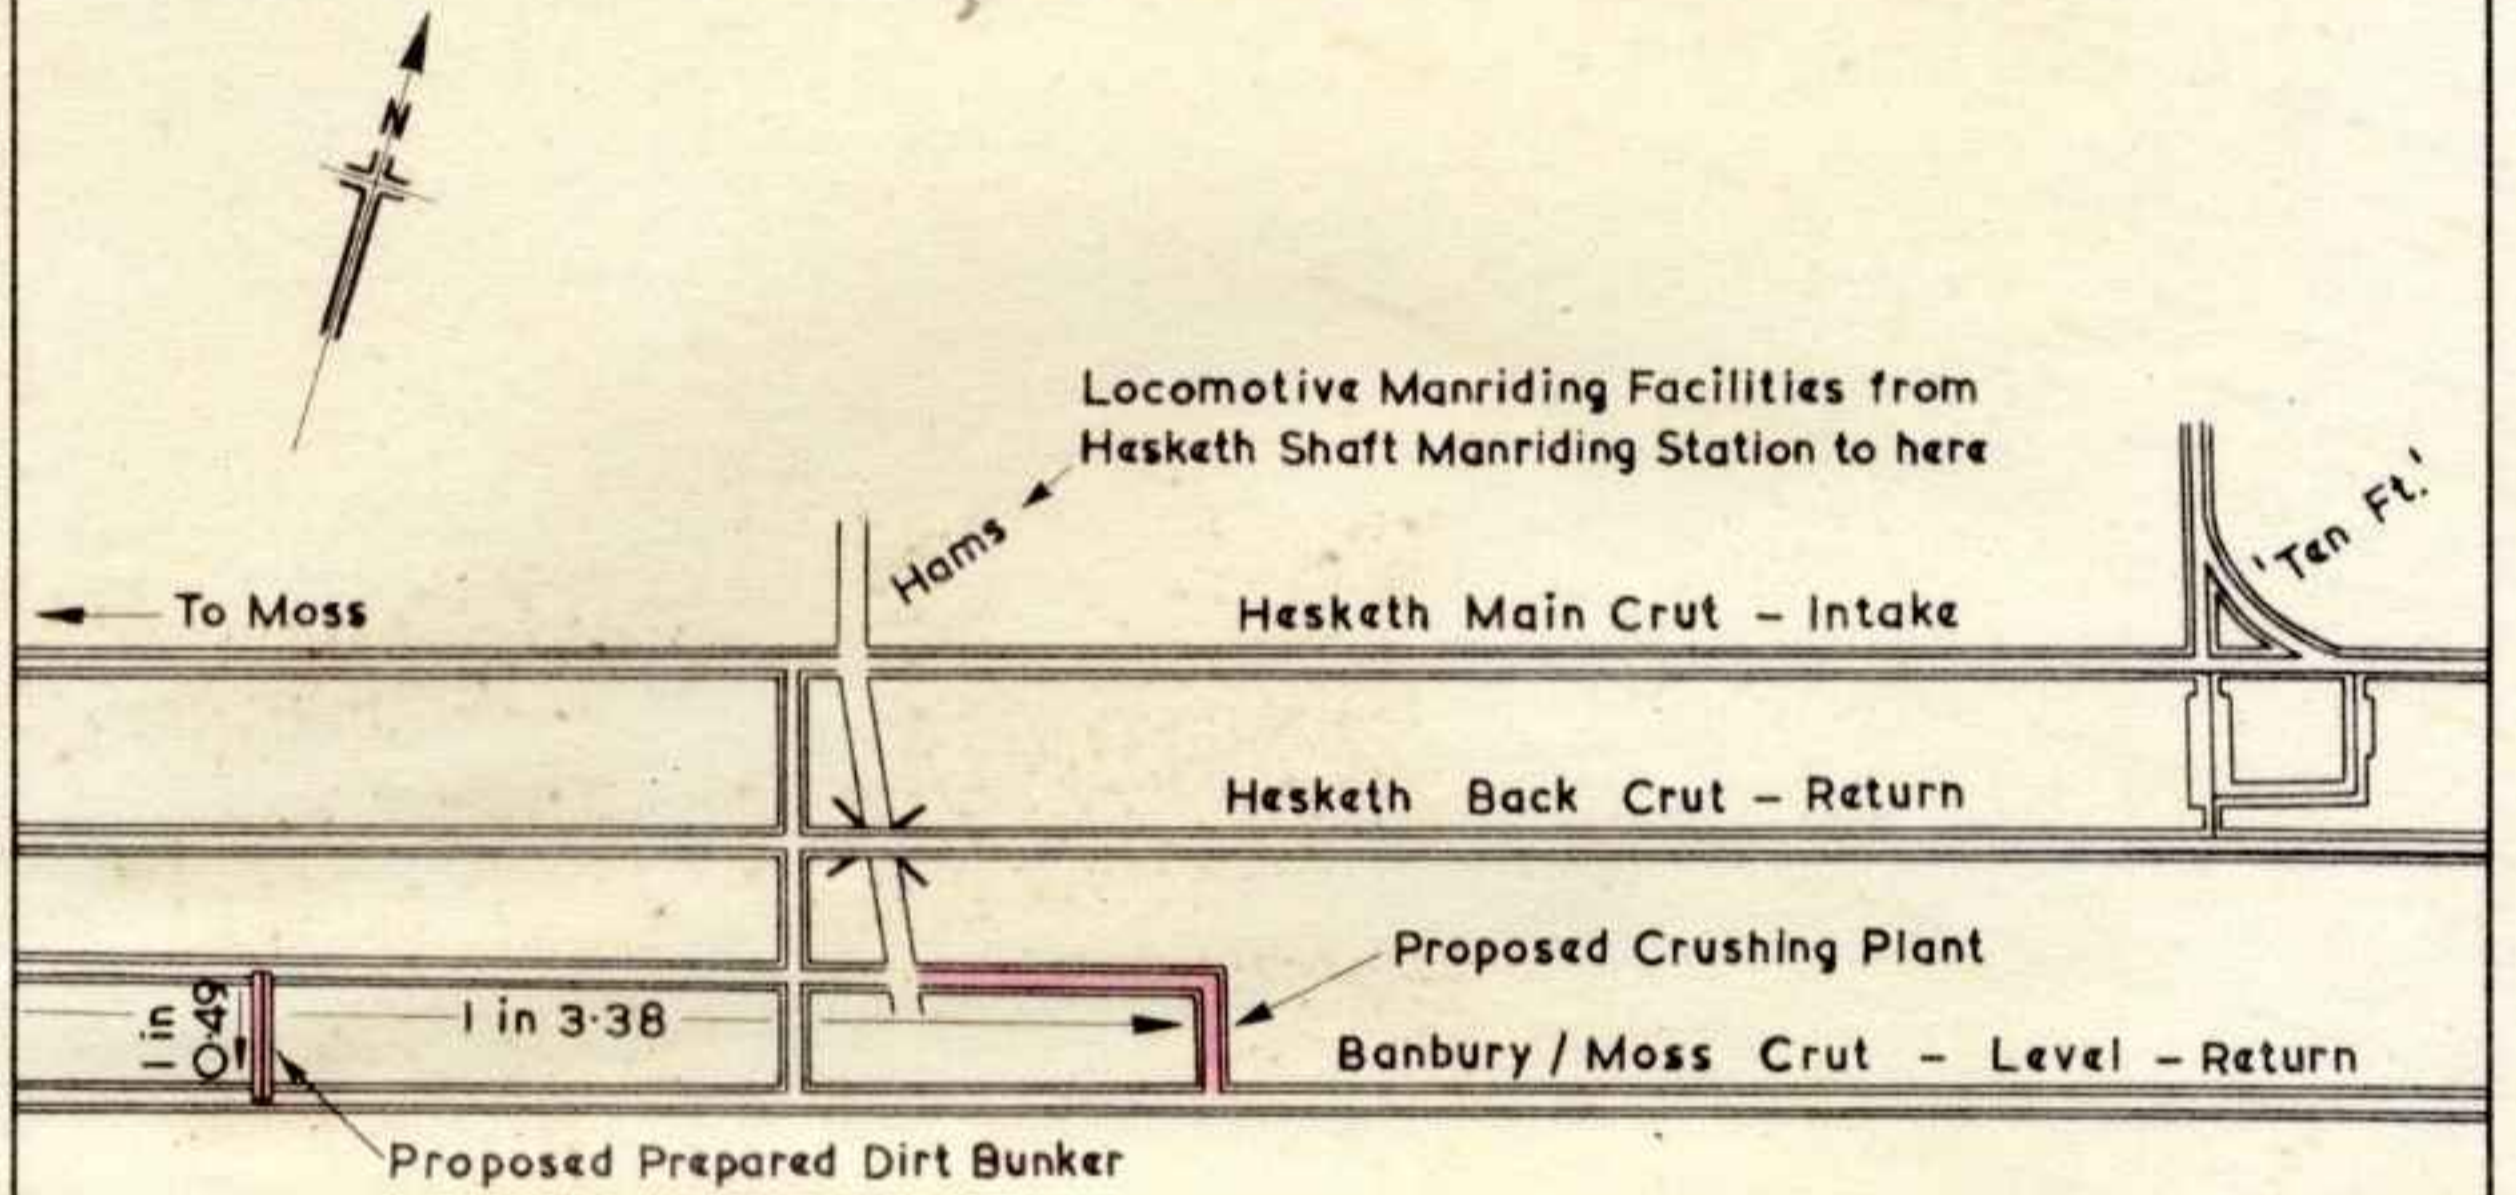 N
Locomotive Manriding Facilities from
Hesketh Shaft Manriding Station to here
Hams
'Ten Ft.'
To Moss
Hesketh Main Crut – Intake
Hesketh Back Crut – Return
Proposed Crushing Plant
1 in
0·49
1 in 3·38
Banbury / Moss Crut – Level – Return
Proposed Prepared Dirt Bunker